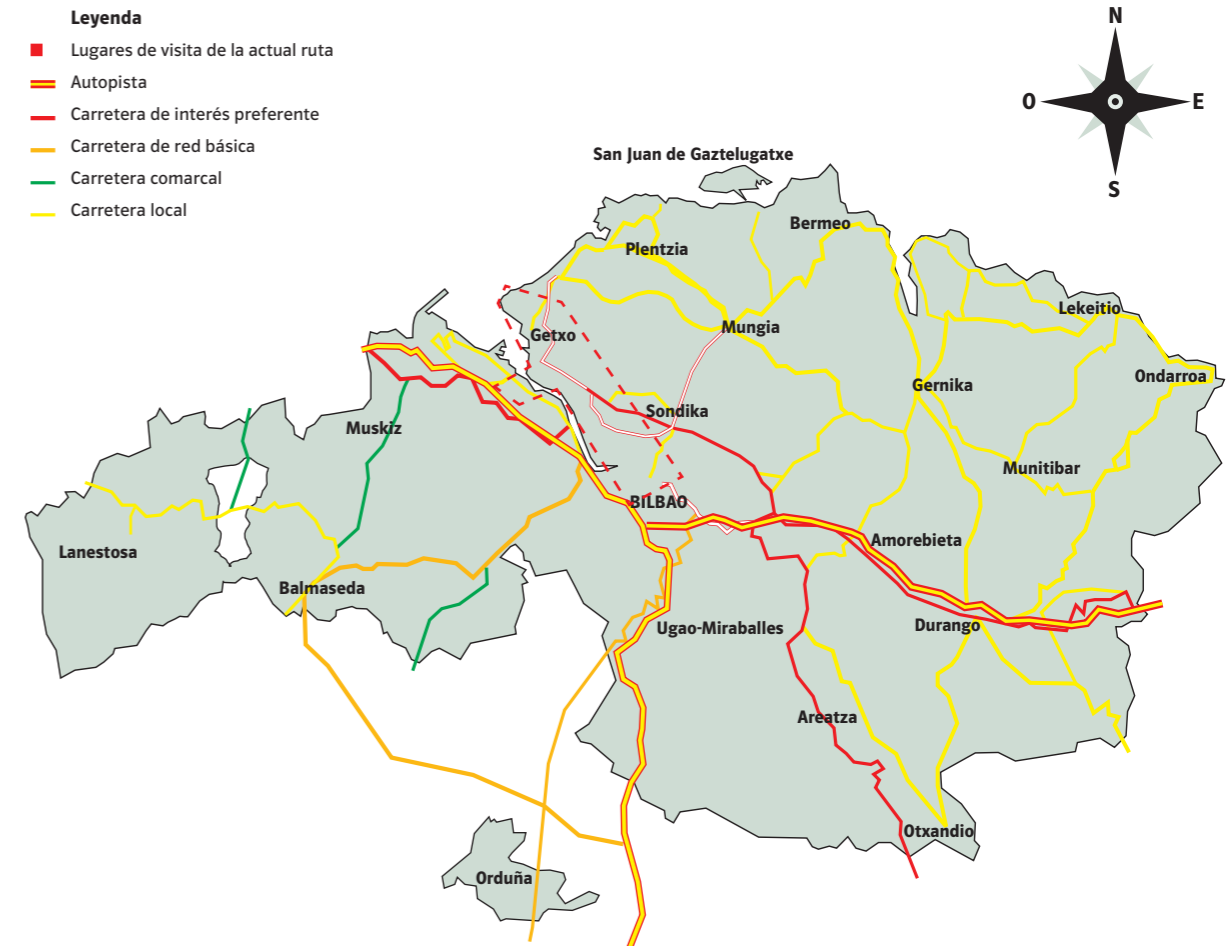 Leyenda
Lugares de visita de la actual ruta
Autopista
Carretera de interés preferente
Carretera de red básica
Carretera comarcal
Carretera local
N
O
E
S
San Juan de Gaztelugatxe
Bermeo
Plentzia
Lekeitio
Getxo
Mungia
Ondarroa
Gernika
Sondika
Muskiz
Munitibar
BILBAO
Amorebieta
Lanestosa
Balmaseda
Ugao-Miraballes
Durango
Areatza
Otxandio
Orduña